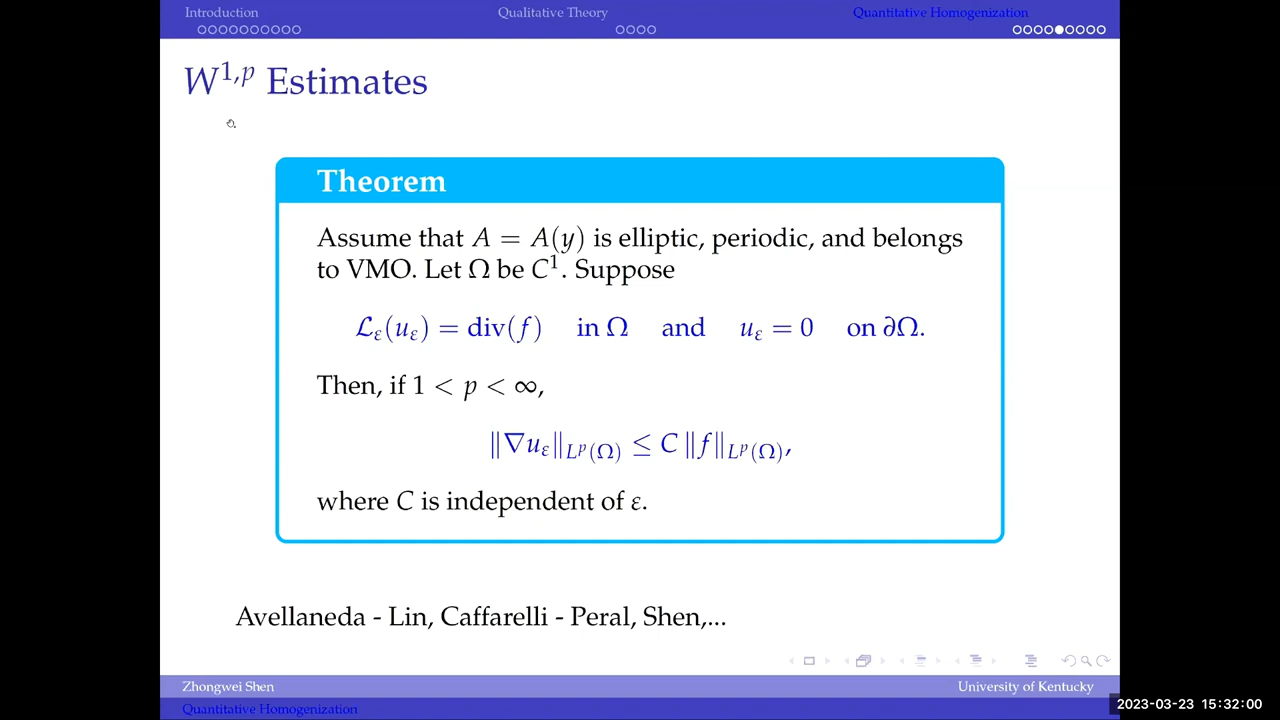 Introduction Qualitative Theory Quantitative Homogenization
W^{1,p} Estimates
Theorem
Assume that A = A(y) is elliptic, periodic, and belongs
to VMO. Let Ω be C^1. Suppose
ℒ_ε(u_ε) = div(f) in Ω and u_ε = 0 on ∂Ω.
Then, if 1 < p < ∞,
‖∇u_ε‖_{L^p(Ω)} ≤ C ‖f‖_{L^p(Ω)},
where C is independent of ε.
Avellaneda - Lin, Caffarelli - Peral, Shen,...
Zhongwei Shen University of Kentucky
Quantitative Homogenization
2023-03-23 15:32:00